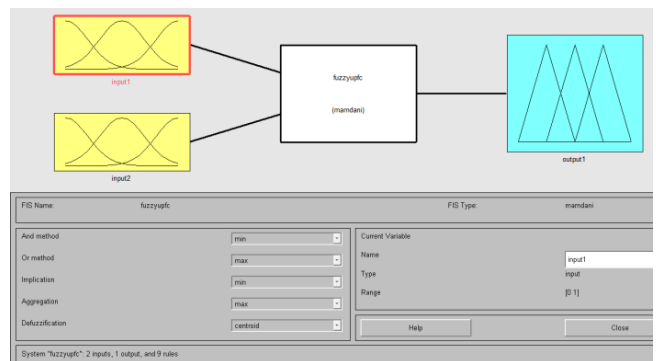 input1
fuzzyupfc
(mamdani)
input2
output1
FIS Name: fuzzyupfc FIS Type: mamdani
And method min
Or method max
Implication min
Aggregation max
Defuzzification centroid
Current Variable
Name input1
Type input
Range [0 1]
Help Close
System "fuzzyupfc": 2 inputs, 1 output, and 9 rules